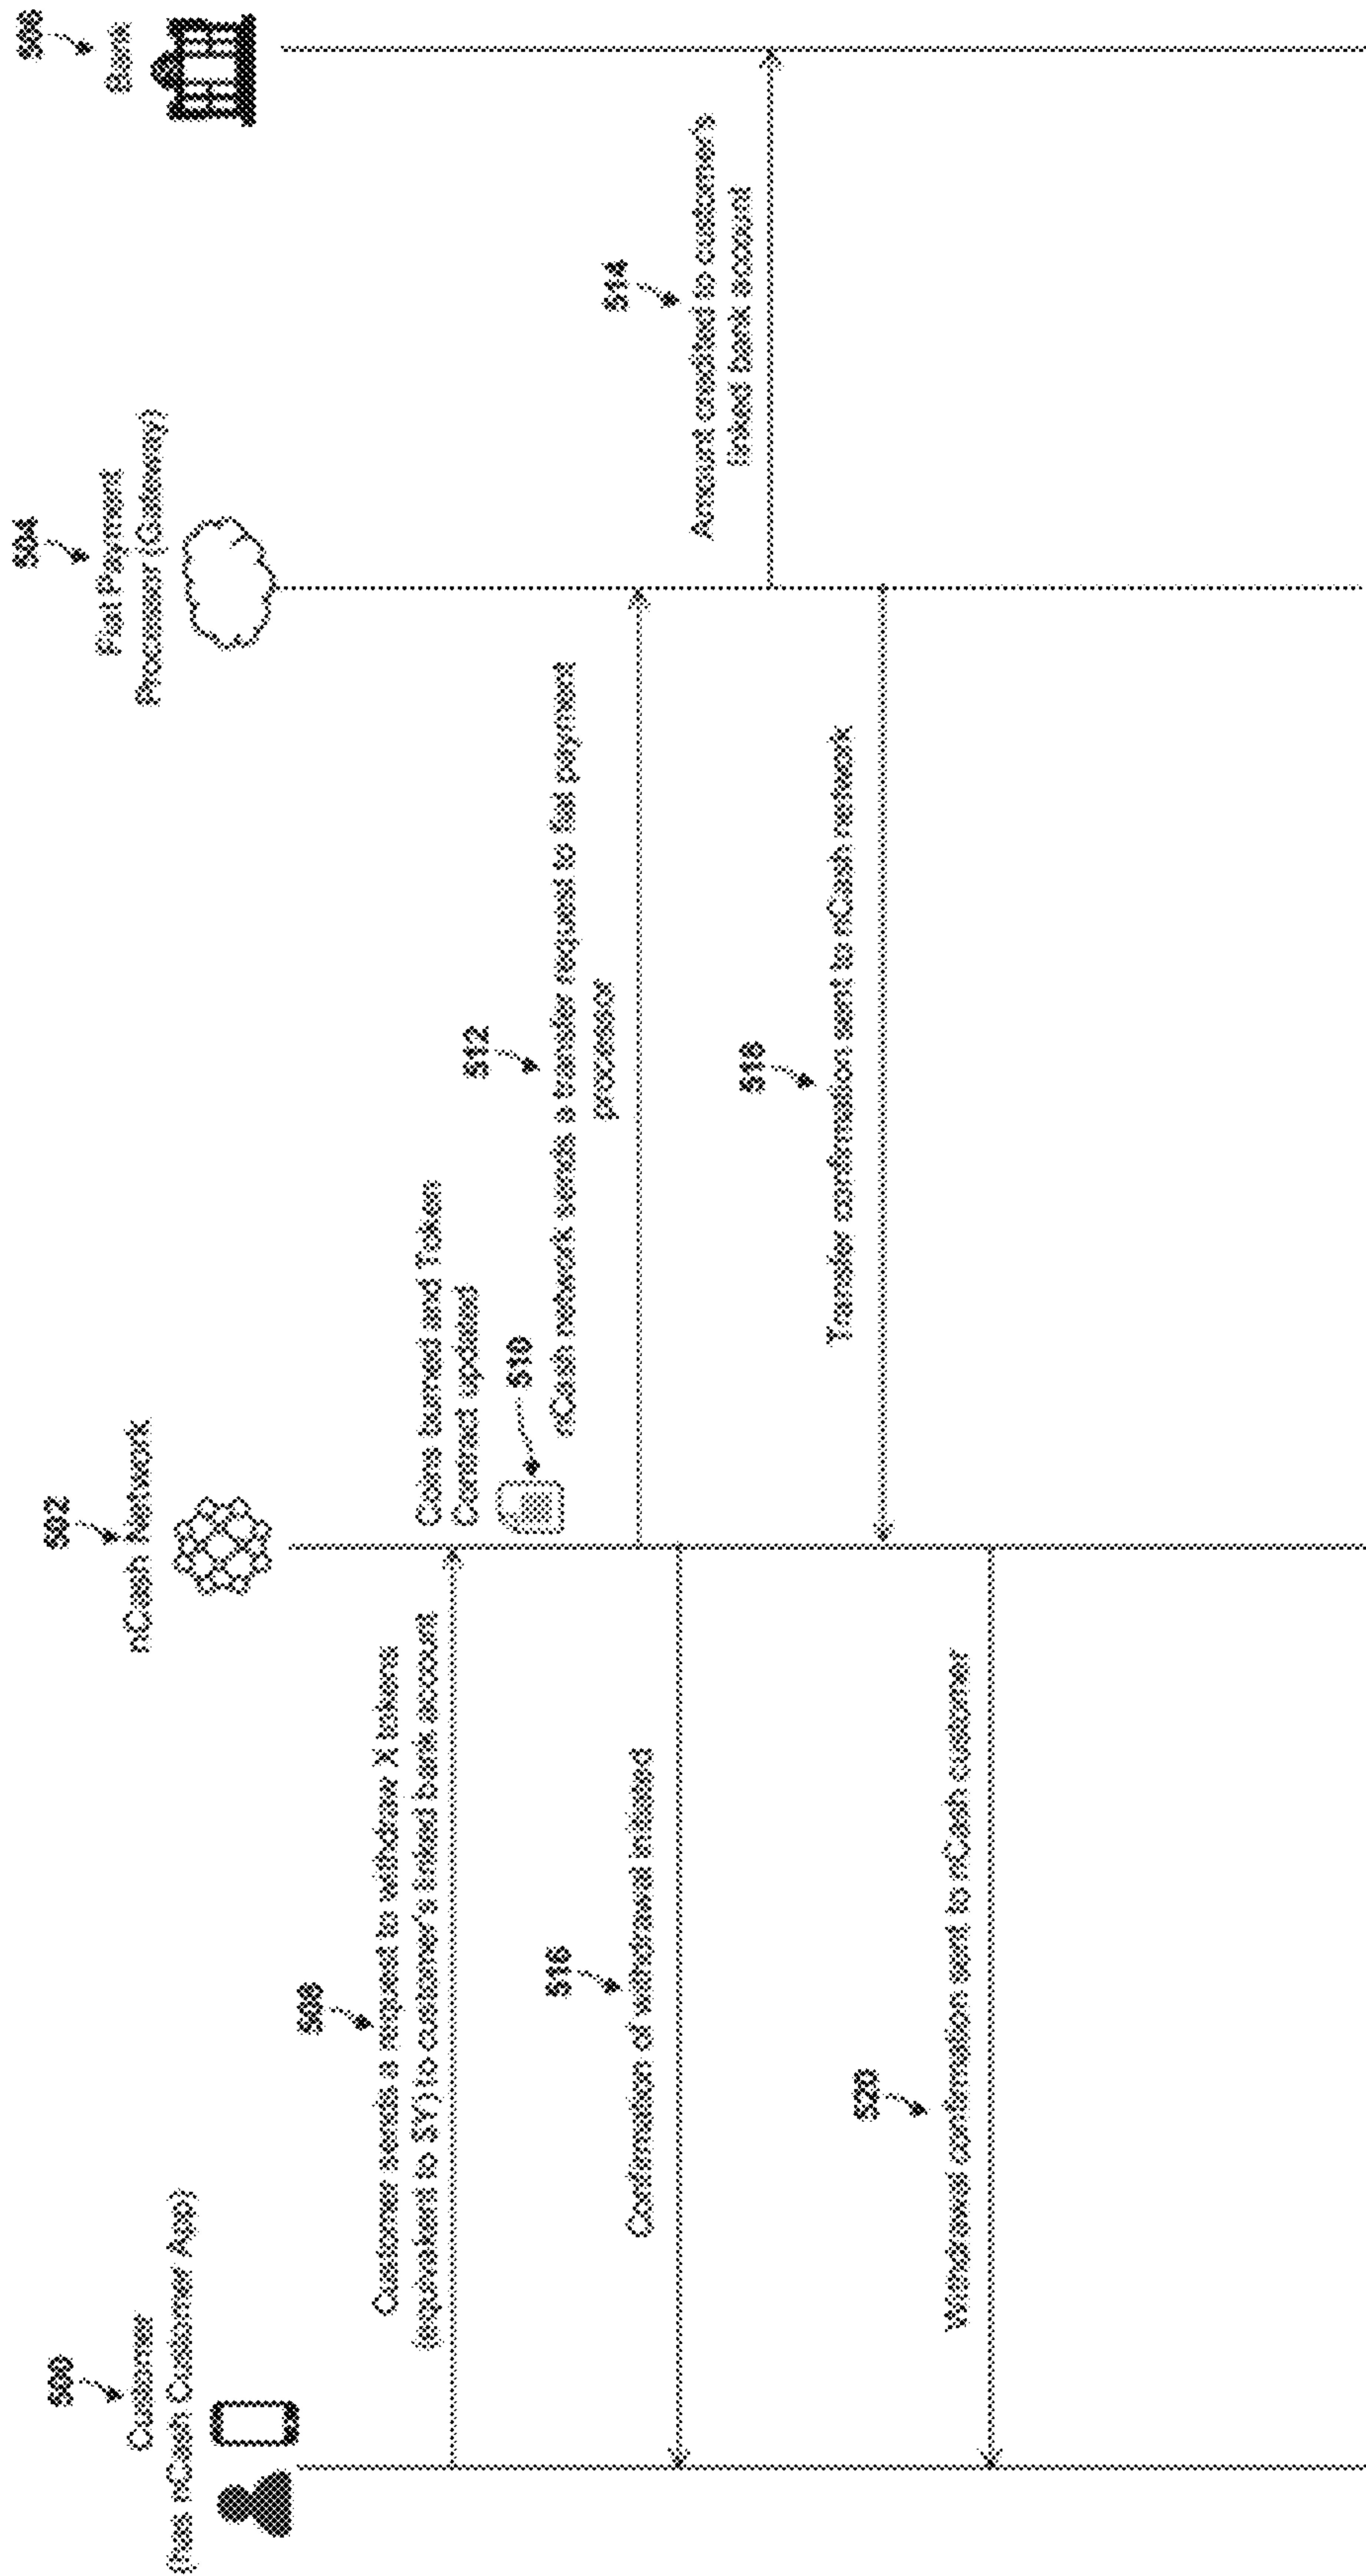 500
Customer
(has nCash Customer App)
502
nCash Network
504
Fiat Payment
Processor (Gateway)
506
Bank
508
Customer sends a request to withdraw X tokens
(equivalent to $Y) to customer's linked bank account
Coins burned and Token
Contract updated
510
512
nCash network sends a transfer request to fiat payment
processor
514
Amount credited to customer's
linked bank account
516
Confirmation of withdrawal initiated
518
Transfer confirmation sent to nCash network
520
Withdrawal confirmation sent to nCash customer